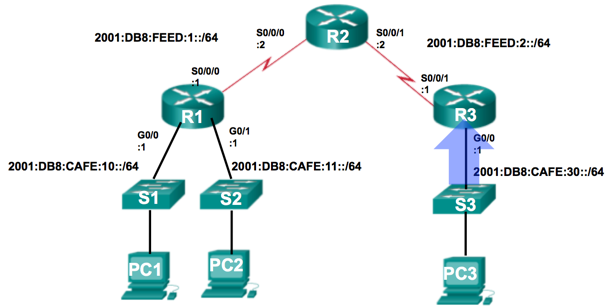 2001:DB8:FEED:1::/64
S0/0/0
:2
R2
S0/0/1
:2
2001:DB8:FEED:2::/64
S0/0/0
:1
R1
S0/0/1
:1
R3
G0/0
:1
G0/1
:1
G0/0
:1
2001:DB8:CAFE:10::/64
2001:DB8:CAFE:11::/64
2001:DB8:CAFE:30::/64
S1
S2
S3
PC1
PC2
PC3